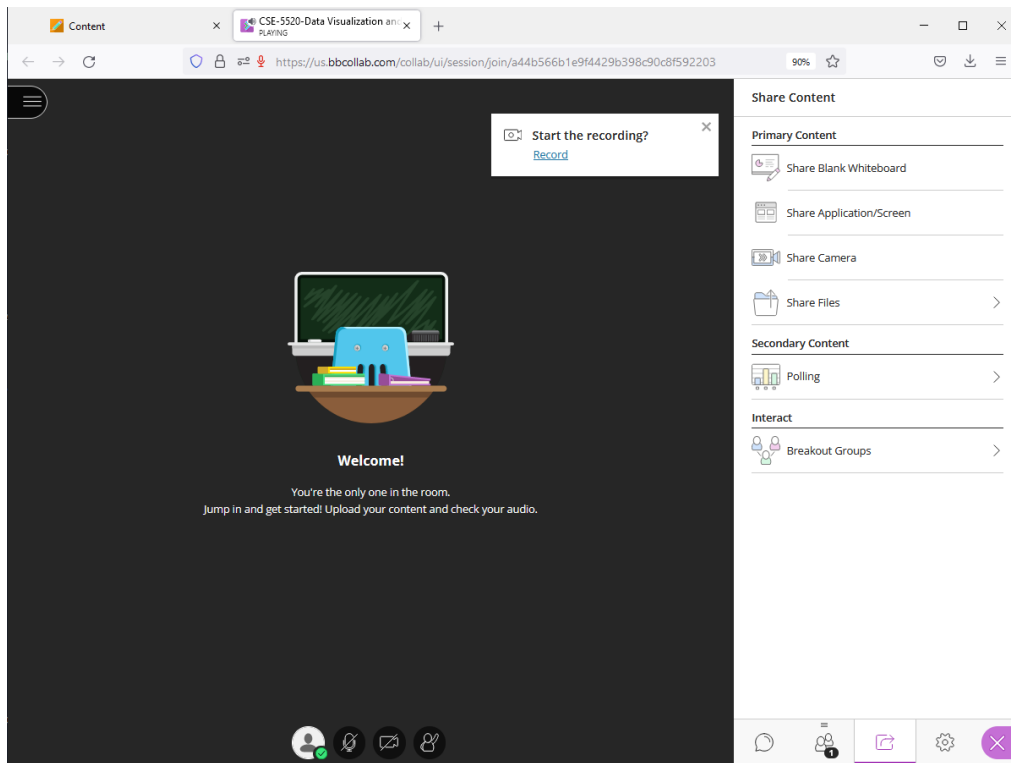 Content
CSE-5520-Data Visualization an
PLAYING
https://us.bbcollab.com/collab/ui/session/join/a44b566b1e9f4429b398c90c8f592203
90%
Start the recording?
Record
Welcome!
You're the only one in the room.
Jump in and get started! Upload your content and check your audio.
Share Content
Primary Content
Share Blank Whiteboard
Share Application/Screen
Share Camera
Share Files
Secondary Content
Polling
Interact
Breakout Groups
1